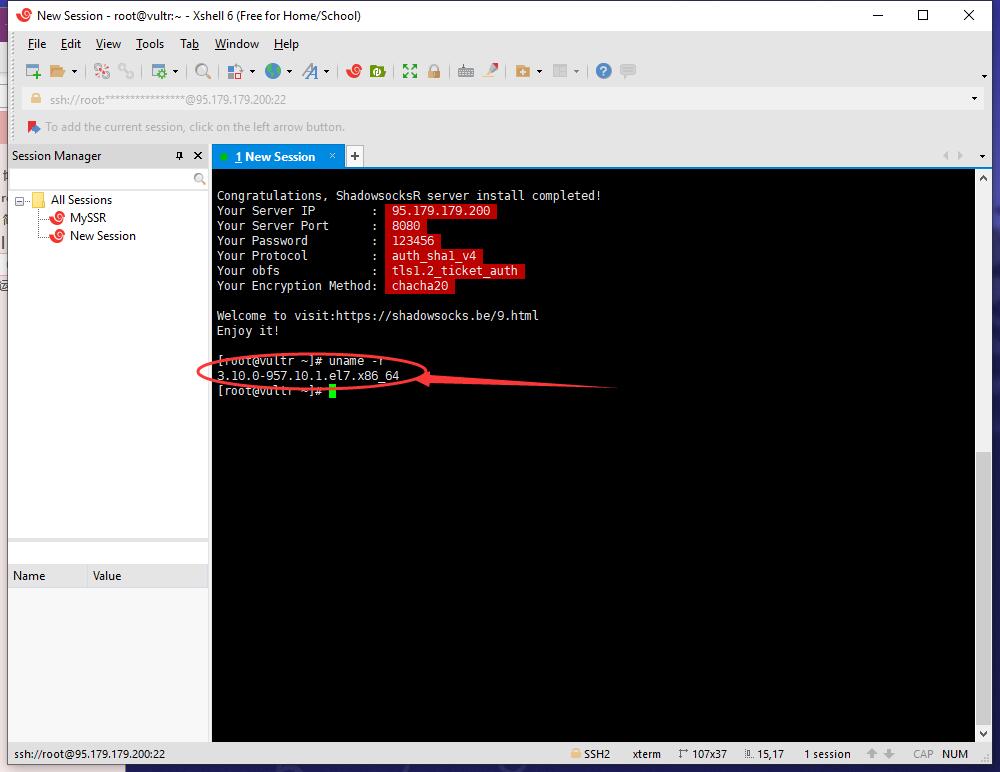 New Session - root@vultr:~ - Xshell 6 (Free for Home/School)
File Edit View Tools Tab Window Help
ssh://root:****************@95.179.179.200:22
To add the current session, click on the left arrow button.
Session Manager
1 New Session
All Sessions
MySSR
New Session
Name Value
Congratulations, ShadowsocksR server install completed!
Your Server IP : 95.179.179.200
Your Server Port : 8080
Your Password : 123456
Your Protocol : auth_sha1_v4
Your obfs : tls1.2_ticket_auth
Your Encryption Method: chacha20
Welcome to visit:https://shadowsocks.be/9.html
Enjoy it!
[root@vultr ~]# uname -r
3.10.0-957.10.1.el7.x86_64
[root@vultr ~]#
ssh://root@95.179.179.200:22 SSH2 xterm 107x37 15,17 1 session CAP NUM